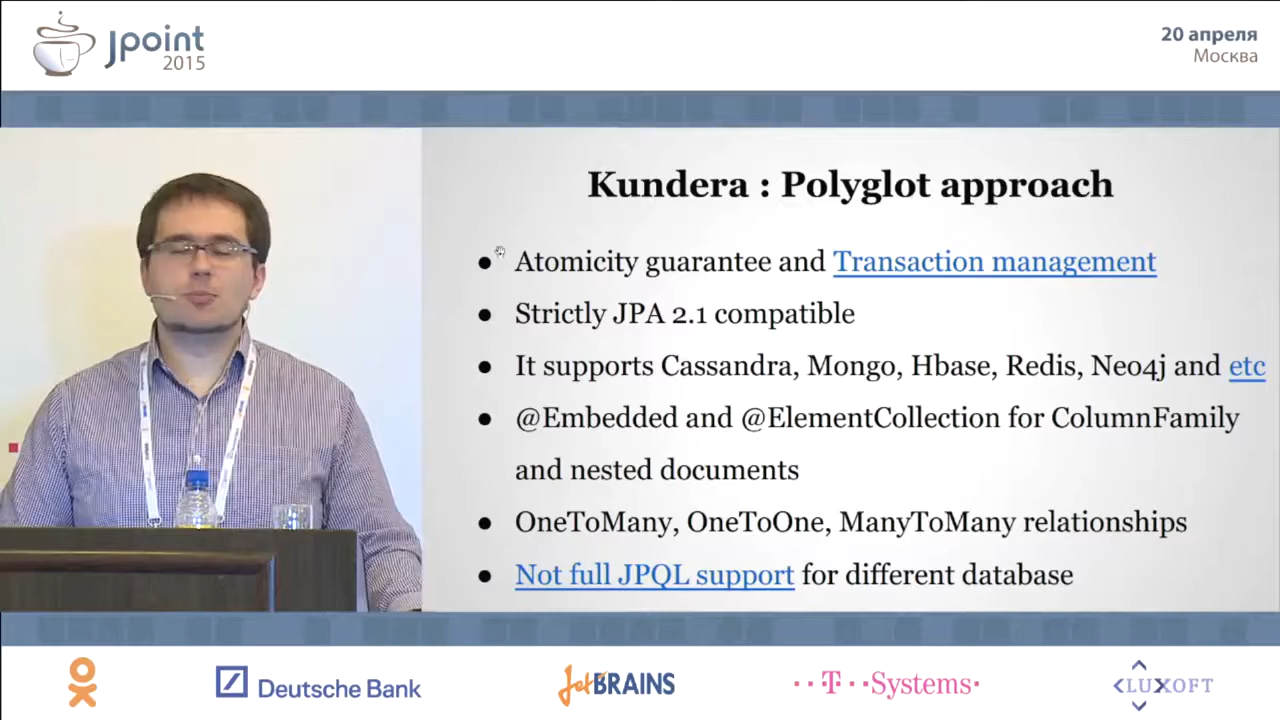 Jpoint
2015
20 апреля
Москва
Kundera : Polyglot approach
● Atomicity guarantee and Transaction management
● Strictly JPA 2.1 compatible
● It supports Cassandra, Mongo, Hbase, Redis, Neo4j and etc
● @Embedded and @ElementCollection for ColumnFamily
and nested documents
● OneToMany, OneToOne, ManyToMany relationships
● Not full JPQL support for different database
Deutsche Bank
JetBRAINS
··T··Systems·
LUXOFT